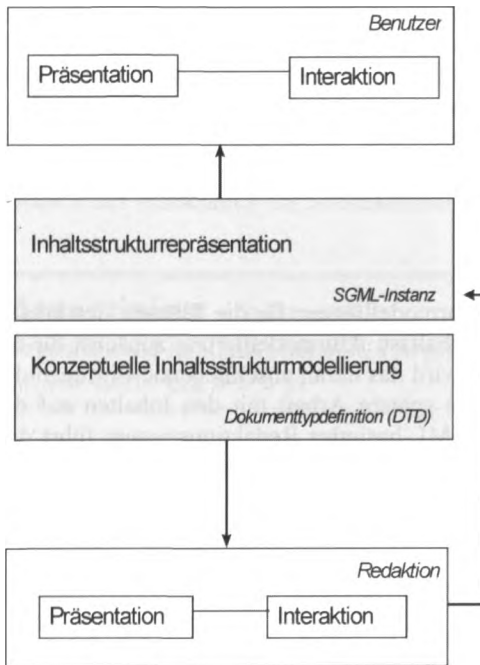 Benutzer
Präsentation
Interaktion
Inhaltsstrukturrepräsentation
SGML-Instanz
Konzeptuelle Inhaltsstrukturmodellierung
Dokumenttypdefinition (DTD)
Redaktion
Präsentation
Interaktion